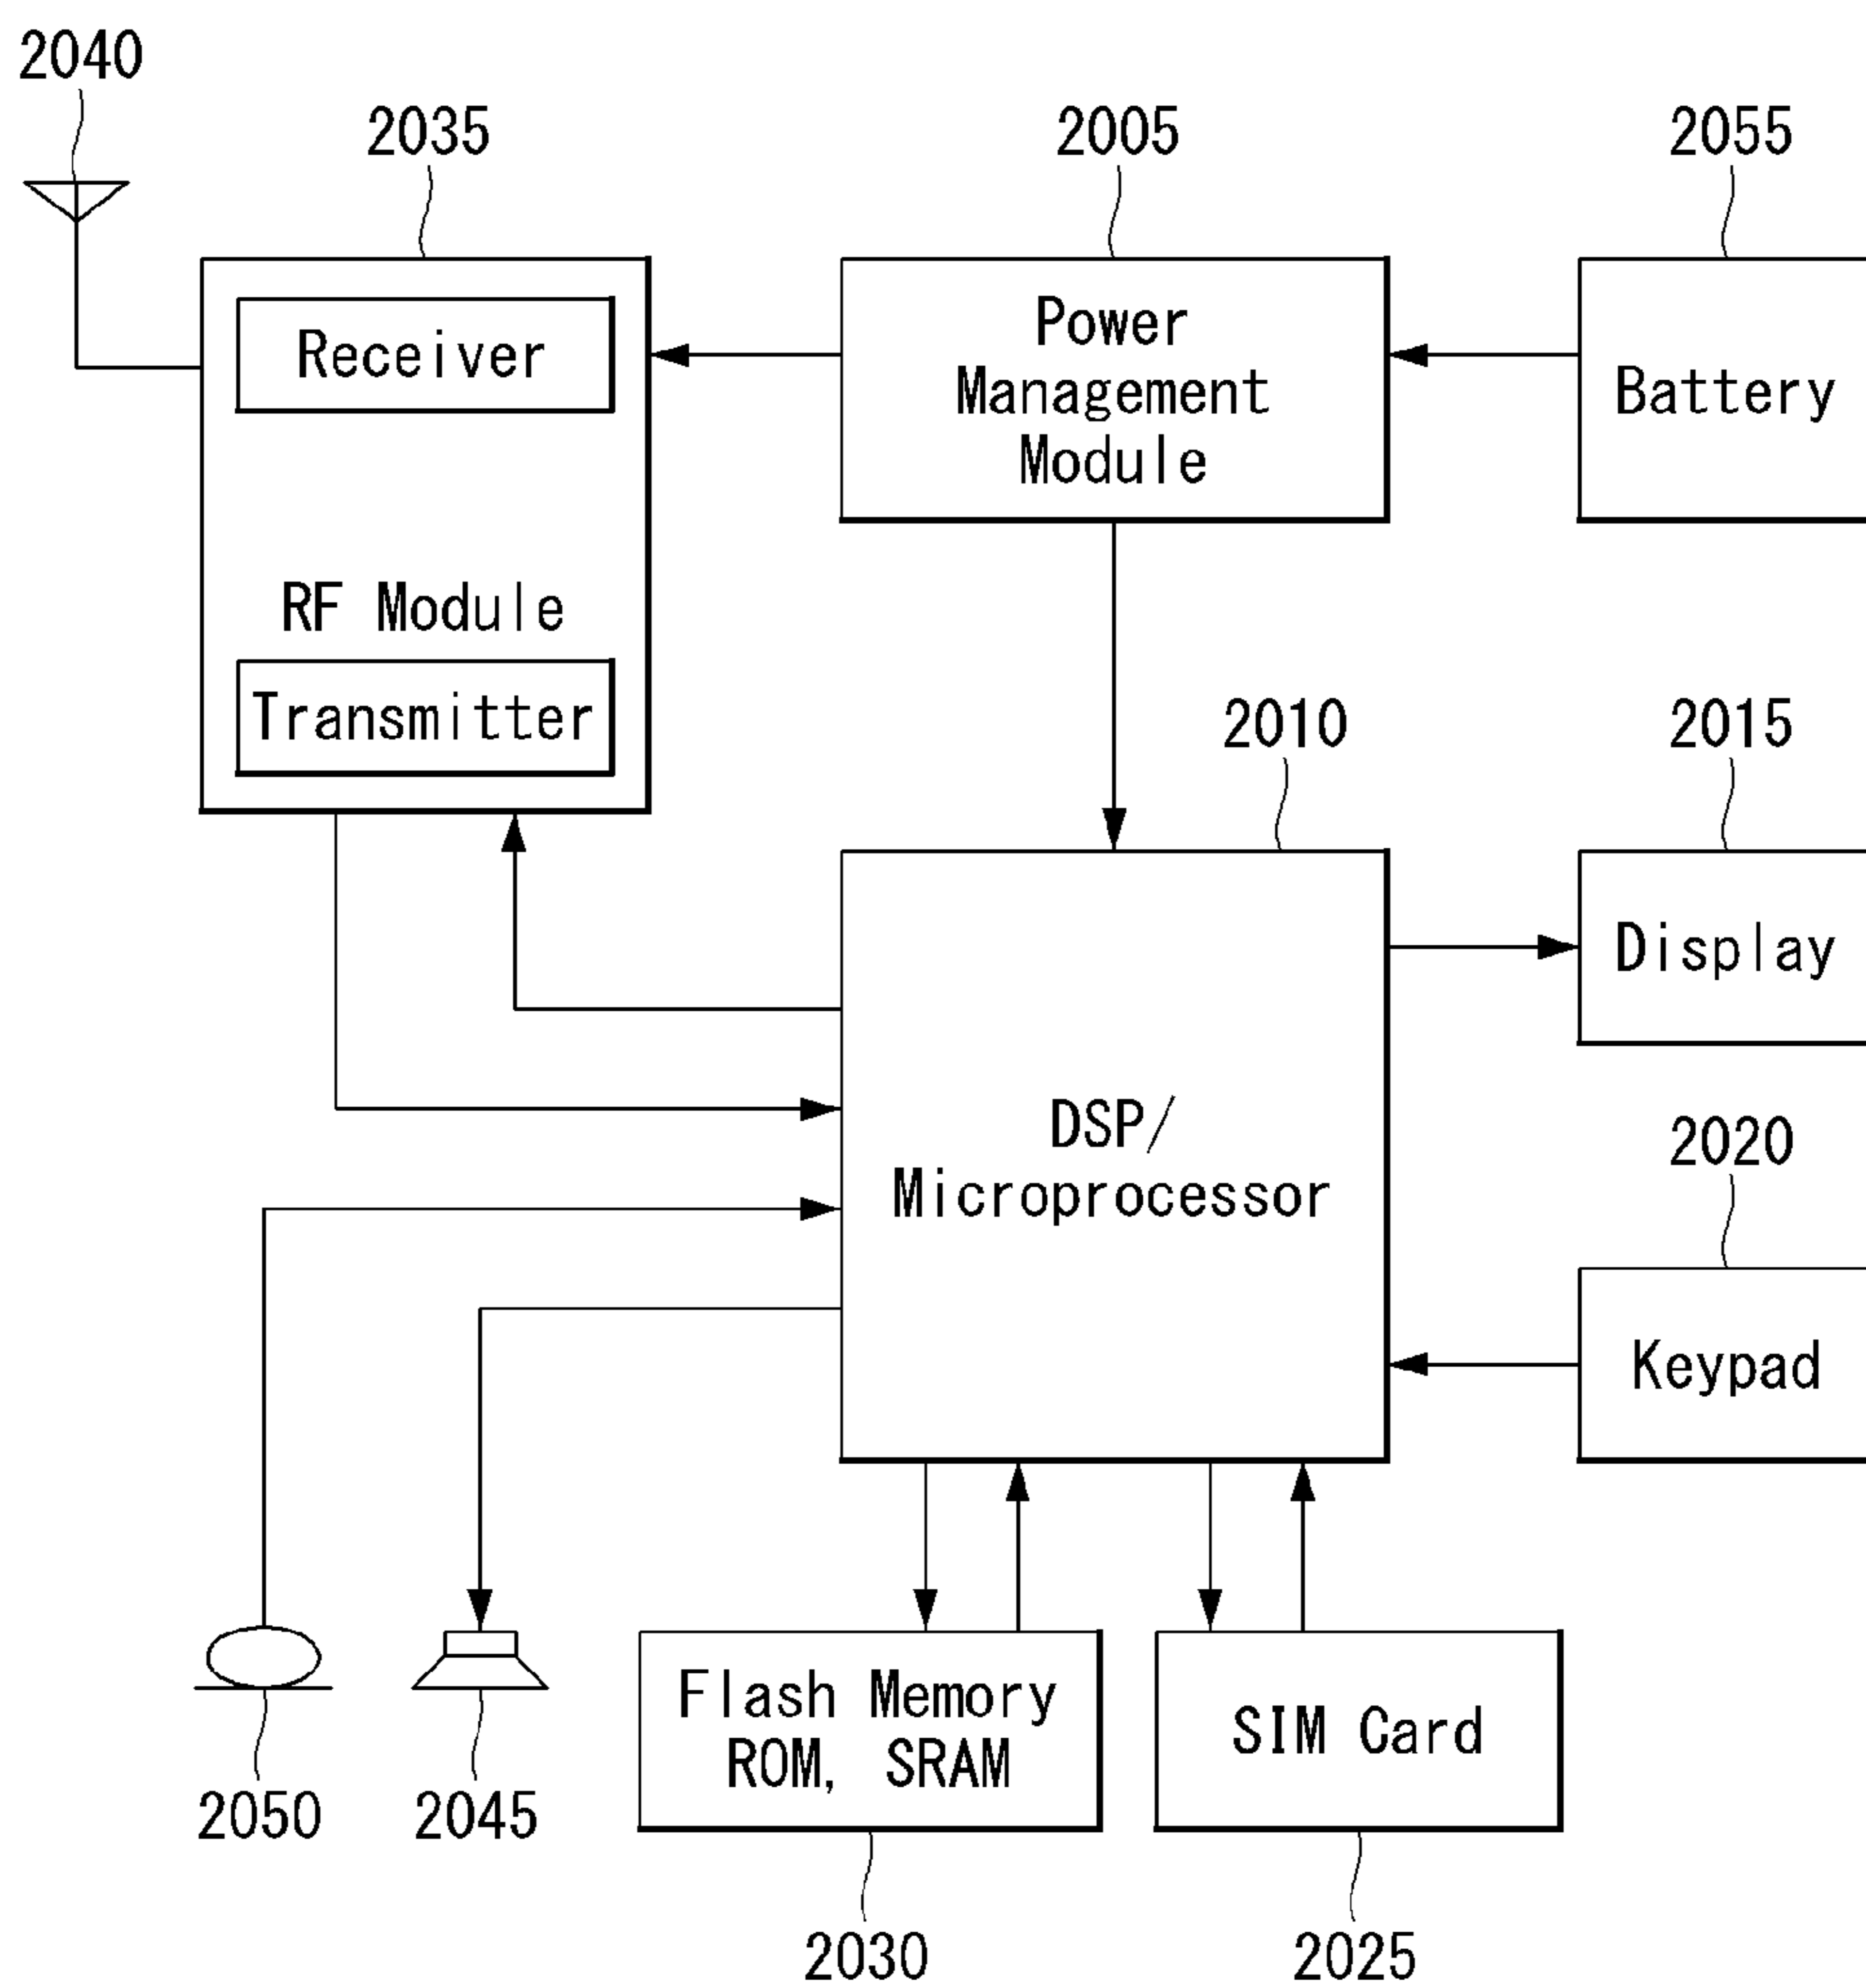 2040
2035
2005
2055
Receiver
Power
Management
Module
Battery
RF Module
Transmitter
2010
2015
Display
DSP/
Microprocessor
2020
Keypad
Flash Memory
ROM, SRAM
SIM Card
2050
2045
2030
2025